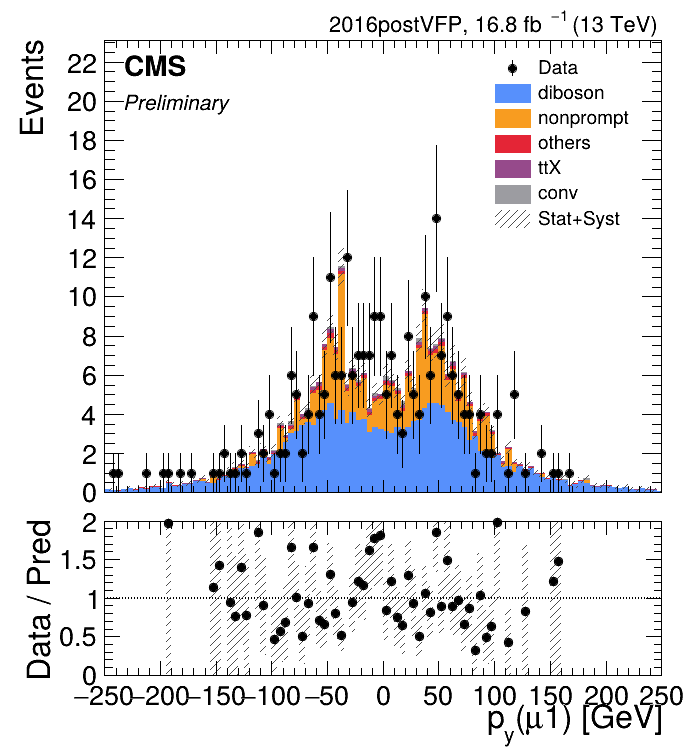 2016postVFP, 16.8 fb⁻¹ (13 TeV)
Events
CMS
Preliminary
Data
diboson
nonprompt
others
ttX
conv
Stat+Syst
22
20
18
16
14
12
10
8
6
4
2
0
Data / Pred
2
1.5
1
0.5
0
−250 −200 −150 −100 −50 0 50 100 150 200 250
p_y(μ1) [GeV]